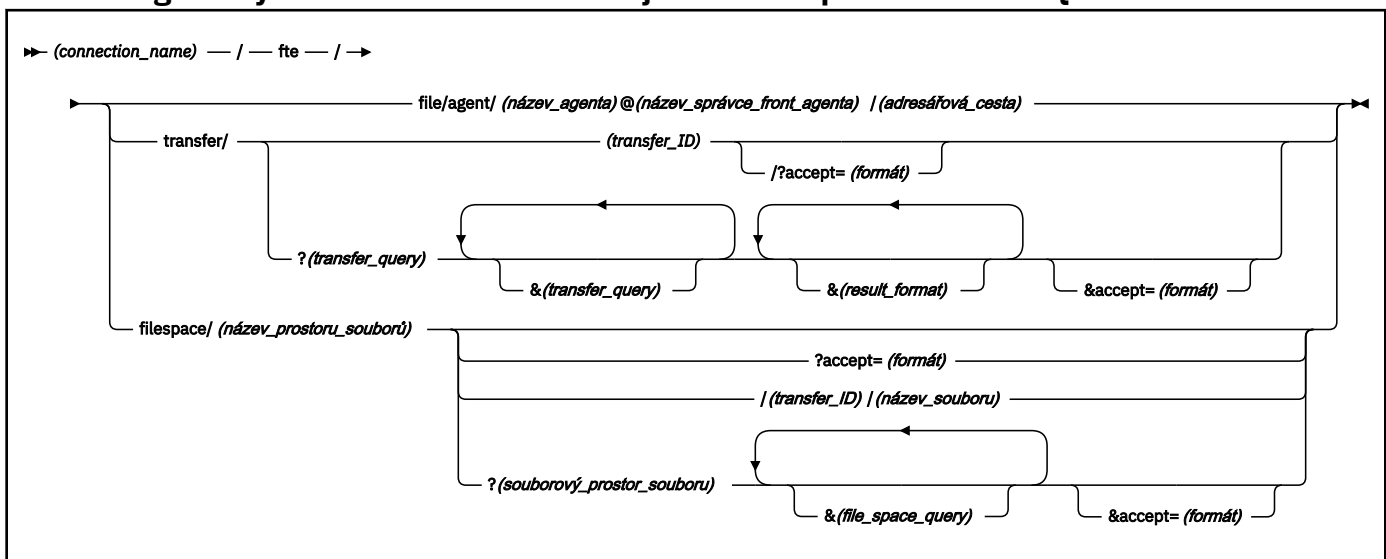 (connection_name) / fte /
file/agent/ (název_agenta) @(název_správce_front_agenta) /(adresářová_cesta)
transfer/ (transfer_ID)
/?accept= (formát)
?(transfer_query)
&(transfer_query) &(result_format) &accept= (formát)
filespace/ (název_prostoru_souborů)
?accept= (formát)
/(transfer_ID) /(název_souboru)
?(souborový_prostor_souboru)
&(file_space_query) &accept= (formát)